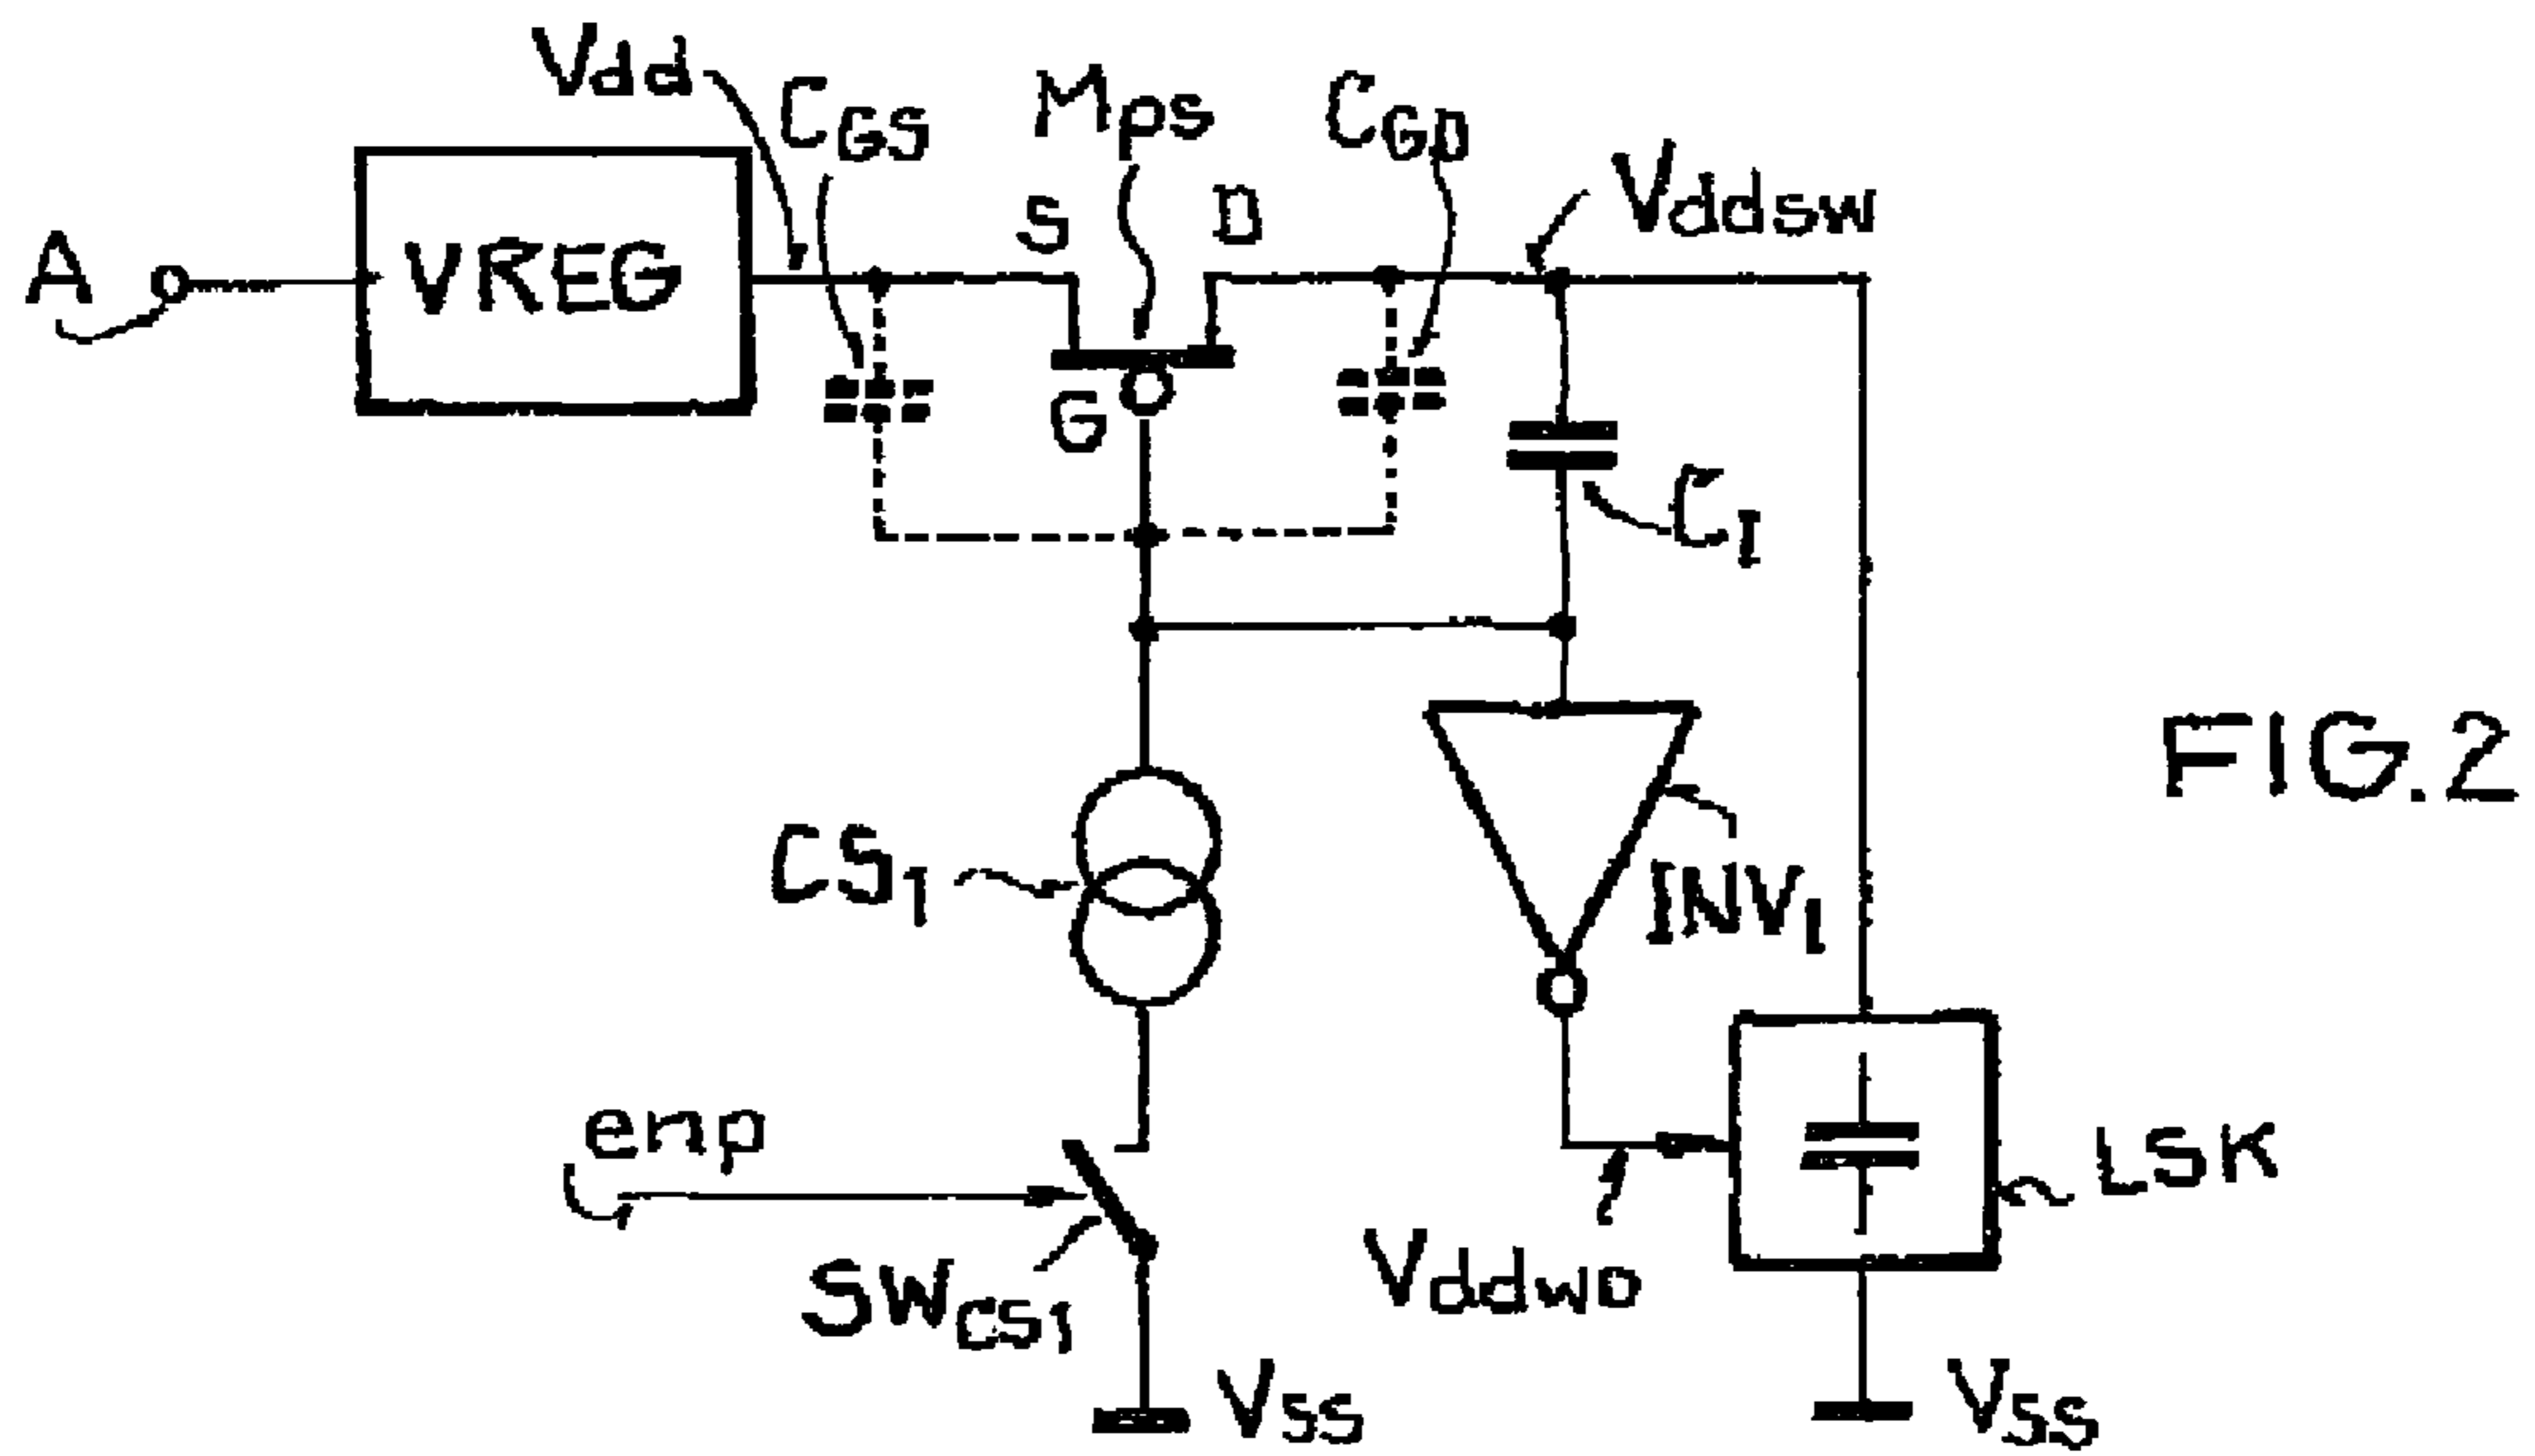 Vdd
CGS
Mps
CGD
Vddsw
A
VREG
S
D
G
CI
FIG.2
CS1
INV1
enp
LSK
SWCS1
Vddwo
VSS
VSS